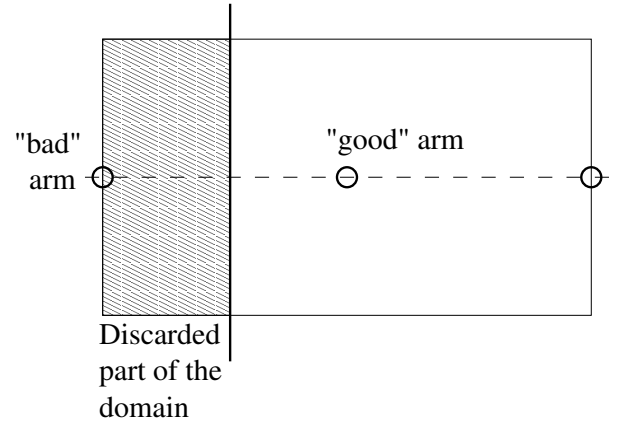 "bad"
arm
"good" arm
Discarded
part of the
domain